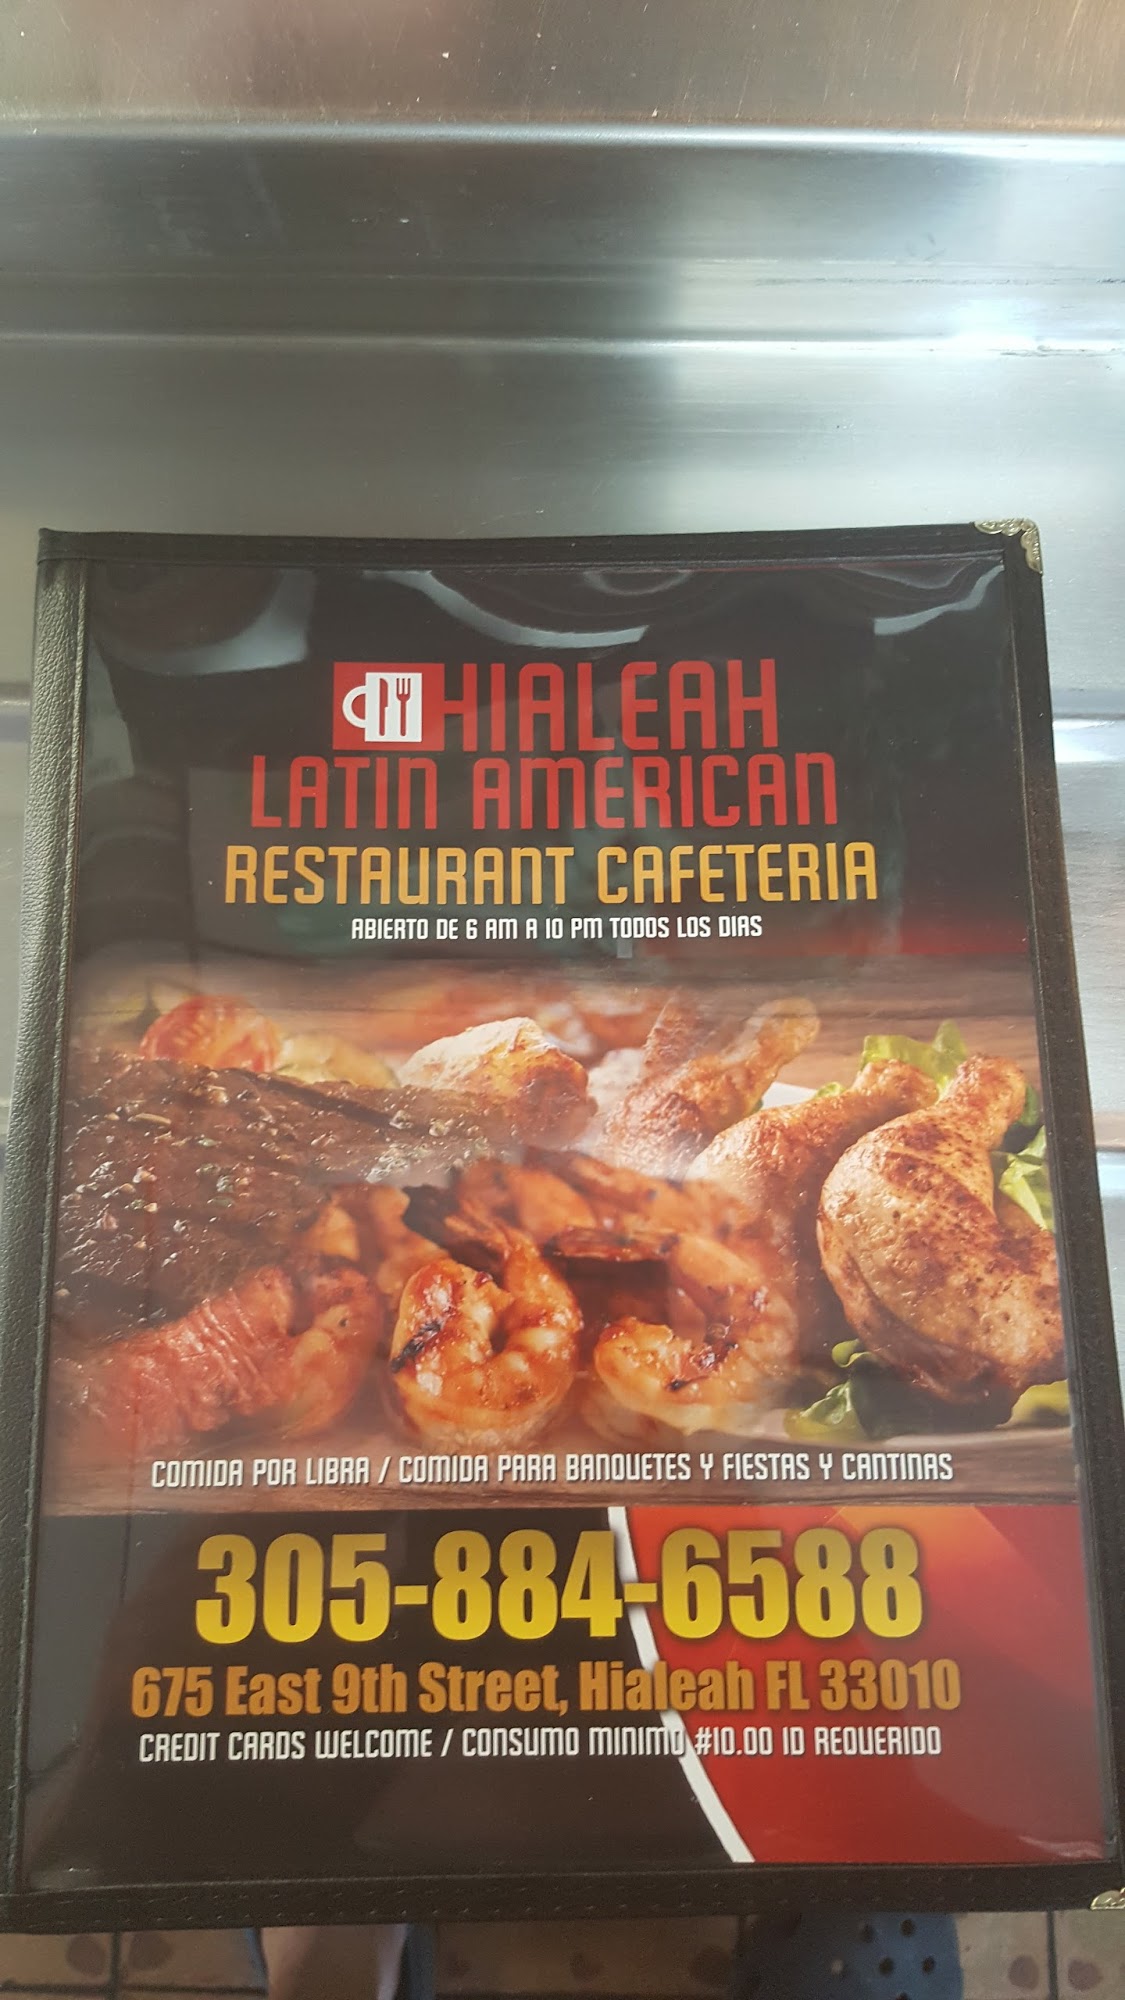 HIALEAH
LATIN AMERICAN
RESTAURANT CAFETERIA
ABIERTO DE 6 AM A 10 PM TODOS LOS DIAS
COMIDA POR LIBRA / COMIDA PARA BANQUETES Y FIESTAS Y CANTINAS
305-884-6588
675 East 9th Street, Hialeah FL 33010
CREDIT CARDS WELCOME / CONSUMO MINIMO #10.00 ID REQUERIDO